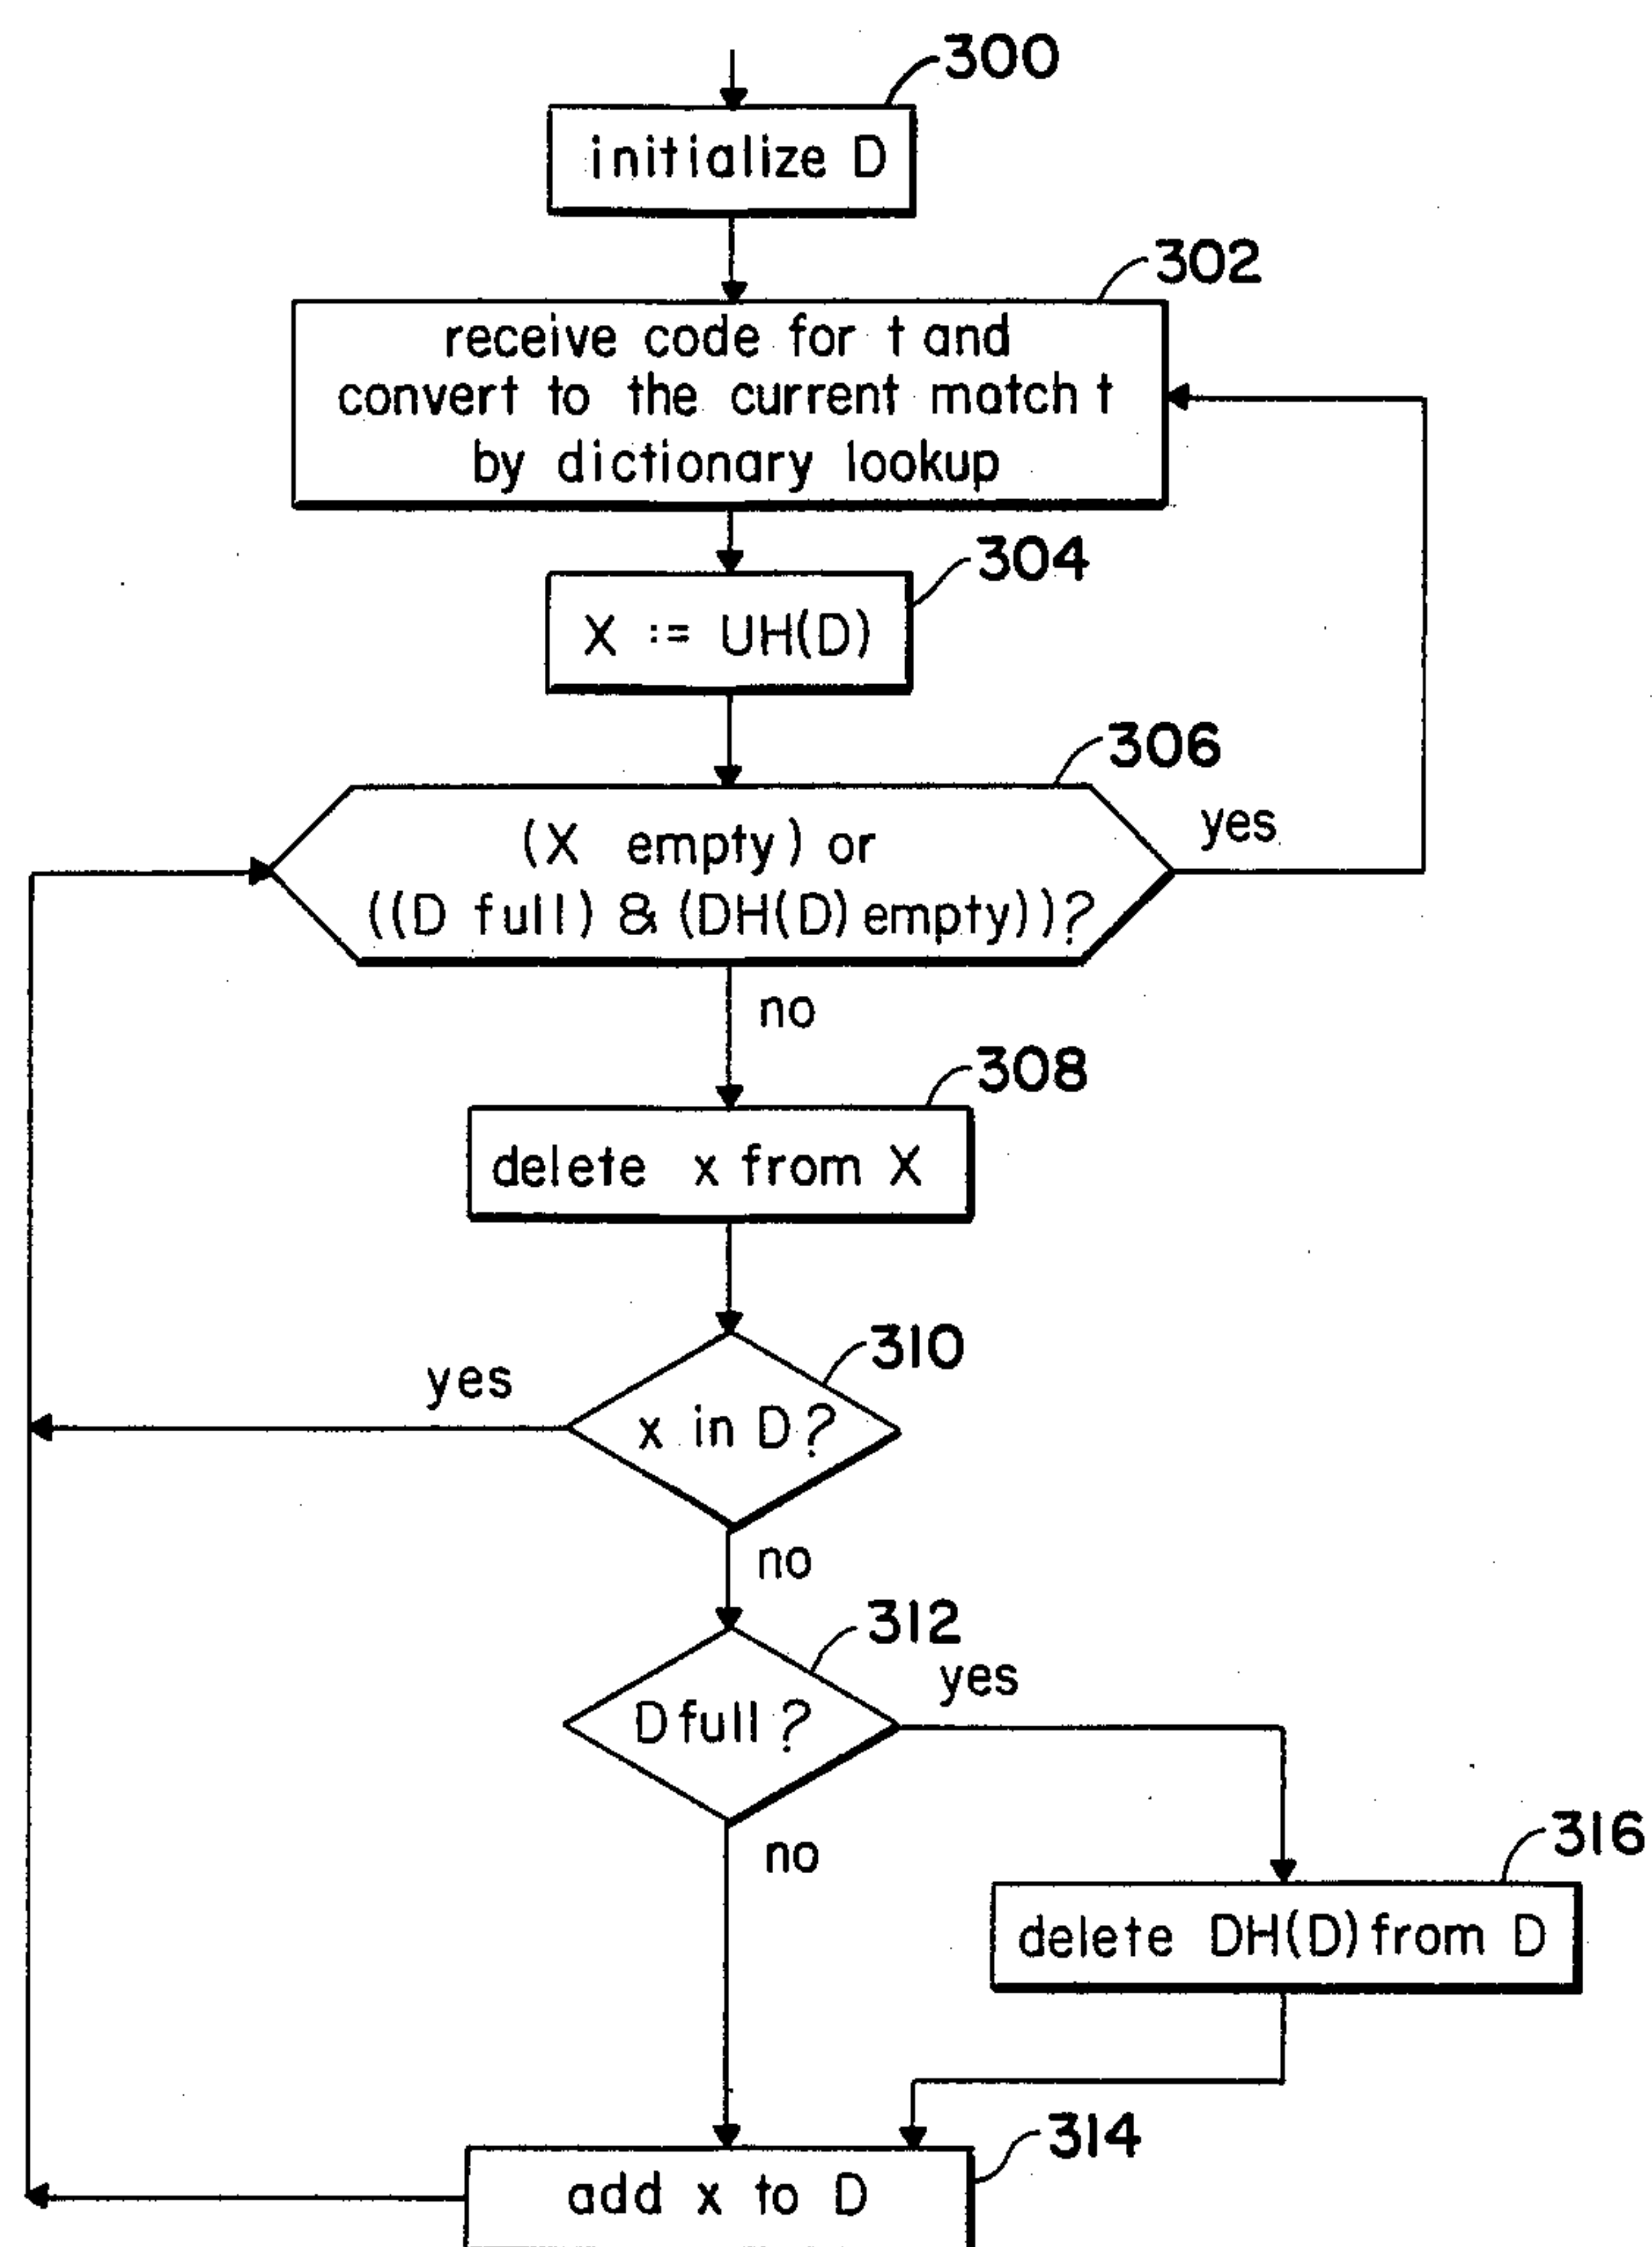 300
initialize D
302
receive code for t and
convert to the current match t
by dictionary lookup
304
X := UH(D)
306
(X empty) or
((D full) & (DH(D) empty))?
yes
no
308
delete x from X
310
x in D?
yes
no
312
D full?
yes
no
316
delete DH(D) from D
314
add x to D